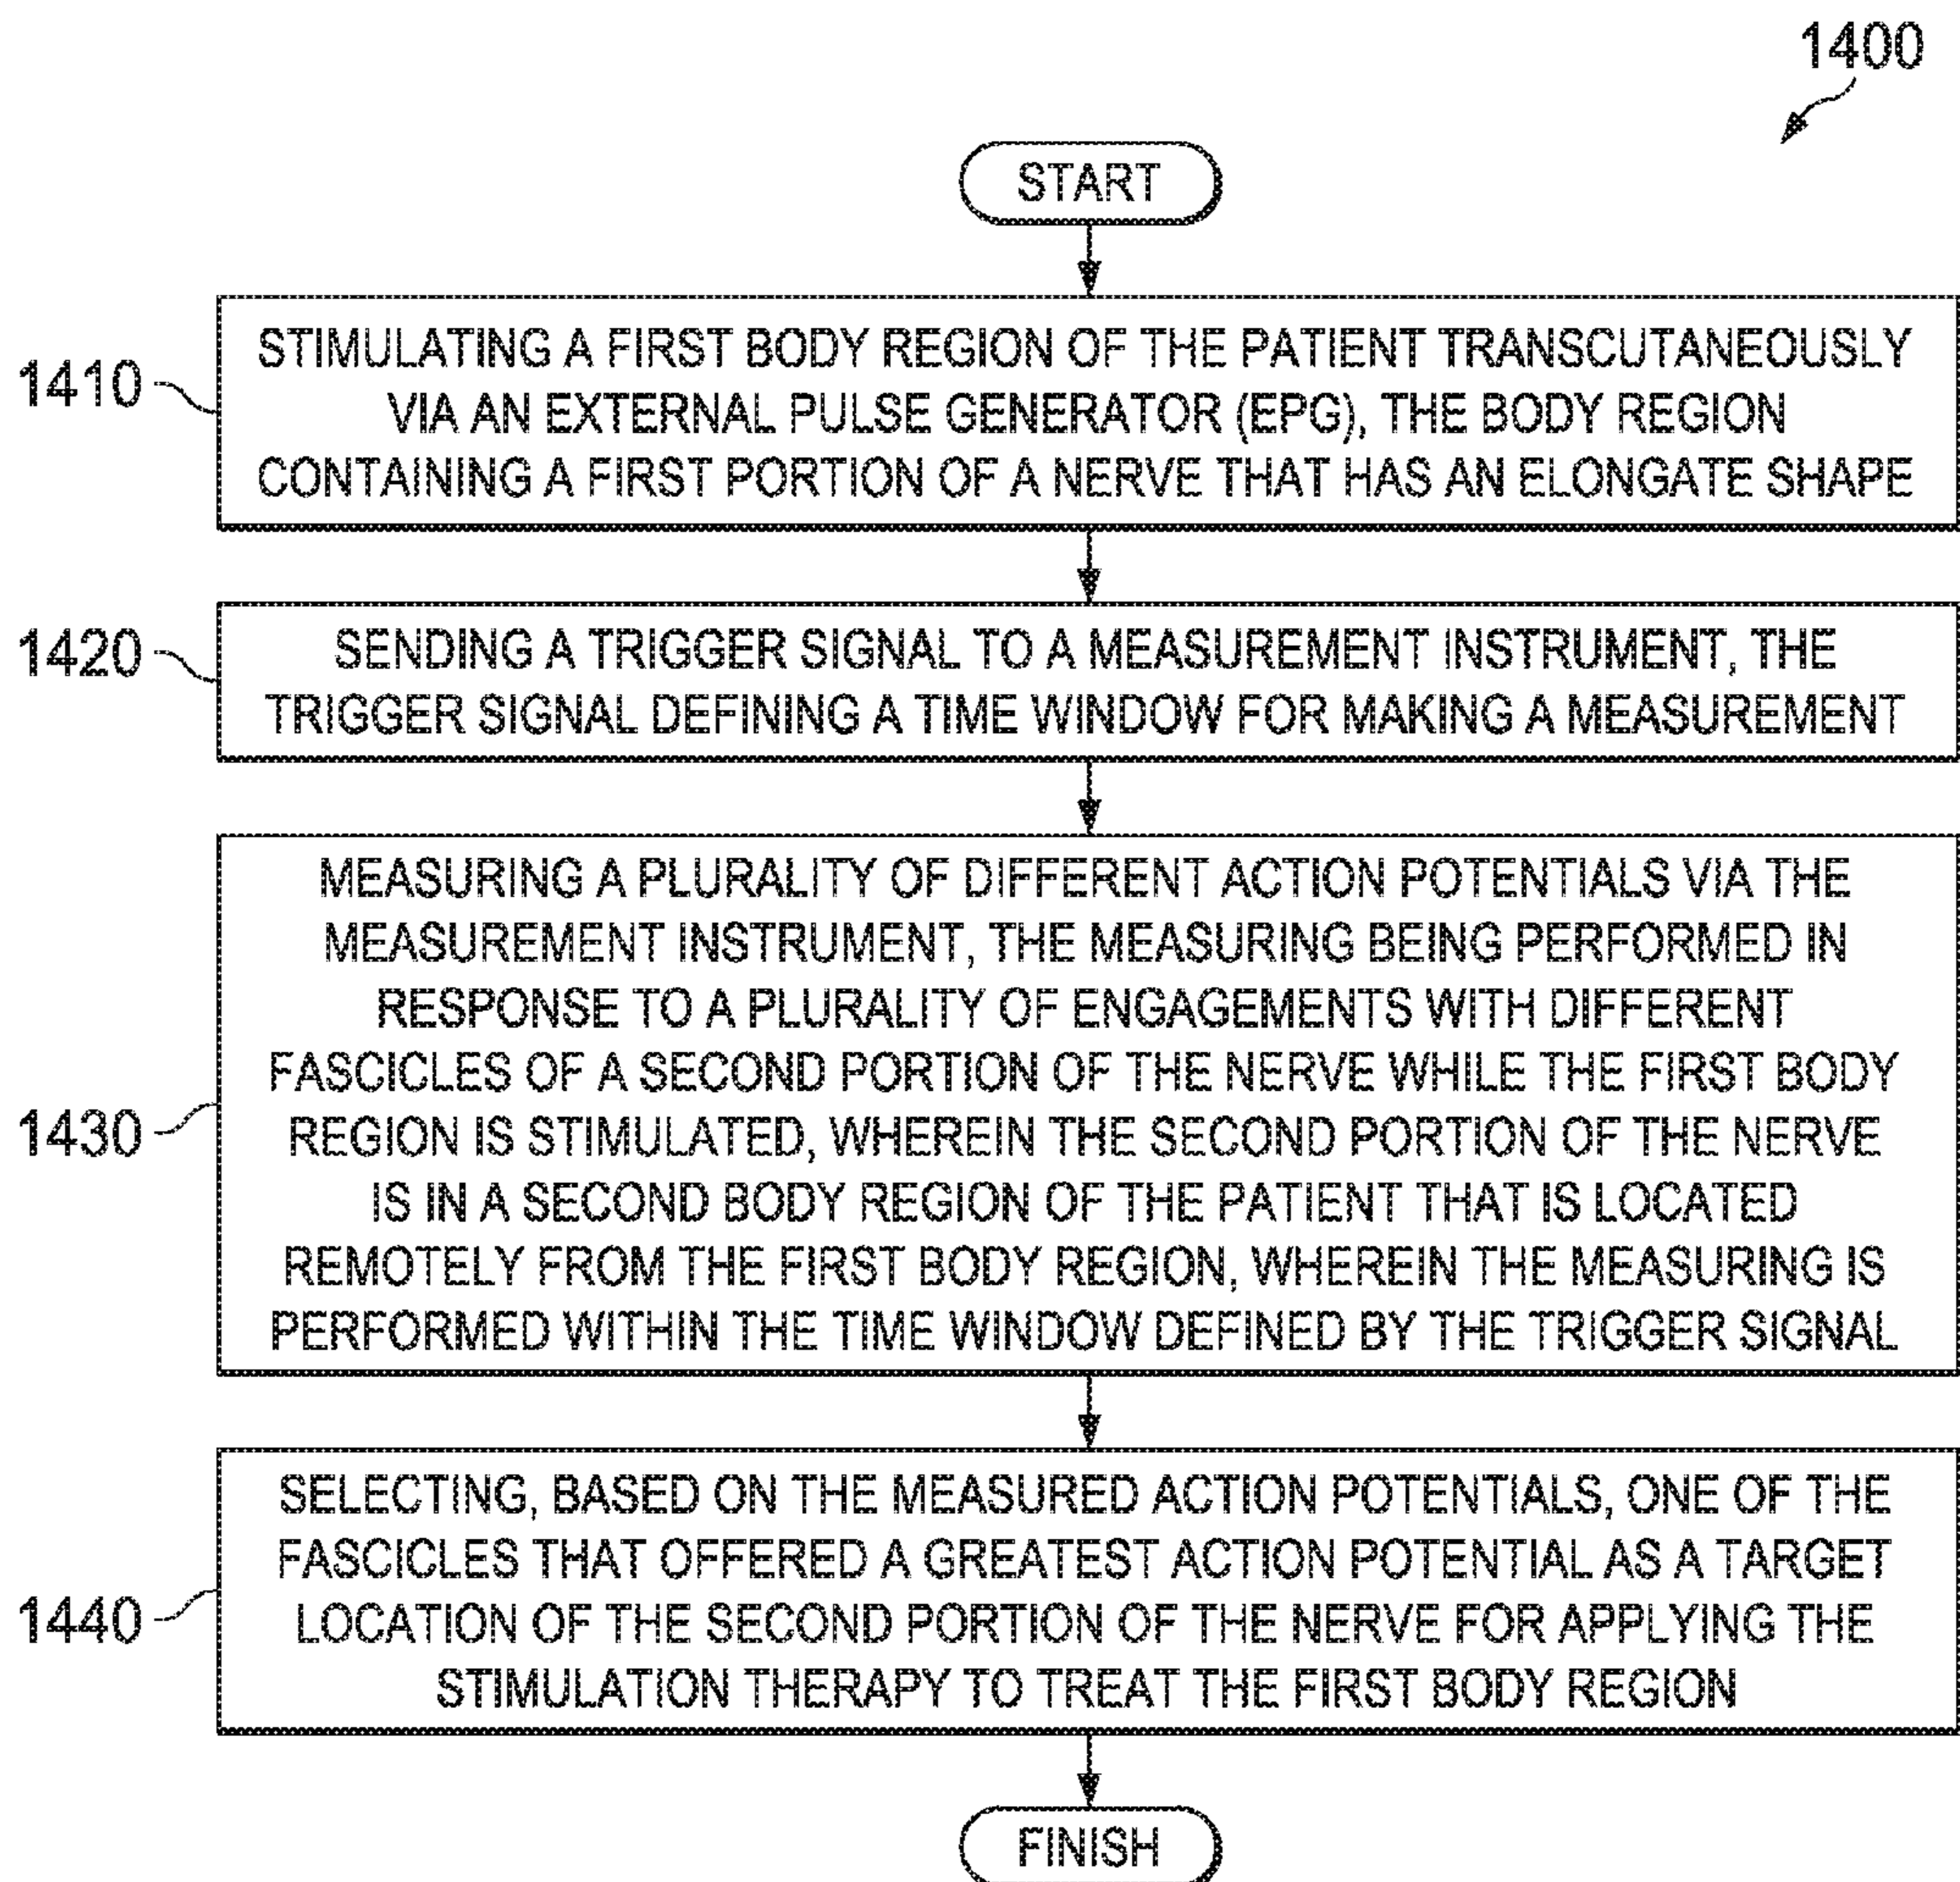 1400
START
1410
STIMULATING A FIRST BODY REGION OF THE PATIENT TRANSCUTANEOUSLY
VIA AN EXTERNAL PULSE GENERATOR (EPG), THE BODY REGION
CONTAINING A FIRST PORTION OF A NERVE THAT HAS AN ELONGATE SHAPE
1420
SENDING A TRIGGER SIGNAL TO A MEASUREMENT INSTRUMENT, THE
TRIGGER SIGNAL DEFINING A TIME WINDOW FOR MAKING A MEASUREMENT
1430
MEASURING A PLURALITY OF DIFFERENT ACTION POTENTIALS VIA THE
MEASUREMENT INSTRUMENT, THE MEASURING BEING PERFORMED IN
RESPONSE TO A PLURALITY OF ENGAGEMENTS WITH DIFFERENT
FASCICLES OF A SECOND PORTION OF THE NERVE WHILE THE FIRST BODY
REGION IS STIMULATED, WHEREIN THE SECOND PORTION OF THE NERVE
IS IN A SECOND BODY REGION OF THE PATIENT THAT IS LOCATED
REMOTELY FROM THE FIRST BODY REGION, WHEREIN THE MEASURING IS
PERFORMED WITHIN THE TIME WINDOW DEFINED BY THE TRIGGER SIGNAL
1440
SELECTING, BASED ON THE MEASURED ACTION POTENTIALS, ONE OF THE
FASCICLES THAT OFFERED A GREATEST ACTION POTENTIAL AS A TARGET
LOCATION OF THE SECOND PORTION OF THE NERVE FOR APPLYING THE
STIMULATION THERAPY TO TREAT THE FIRST BODY REGION
FINISH